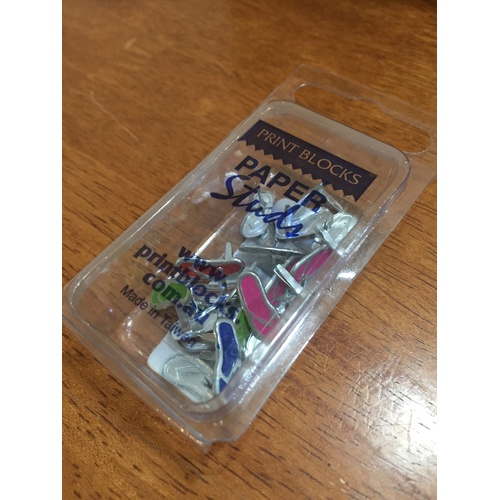 PRINT BLOCKS
PAPER
Studs
www.
printblocks.
com.au
Made in Taiwan